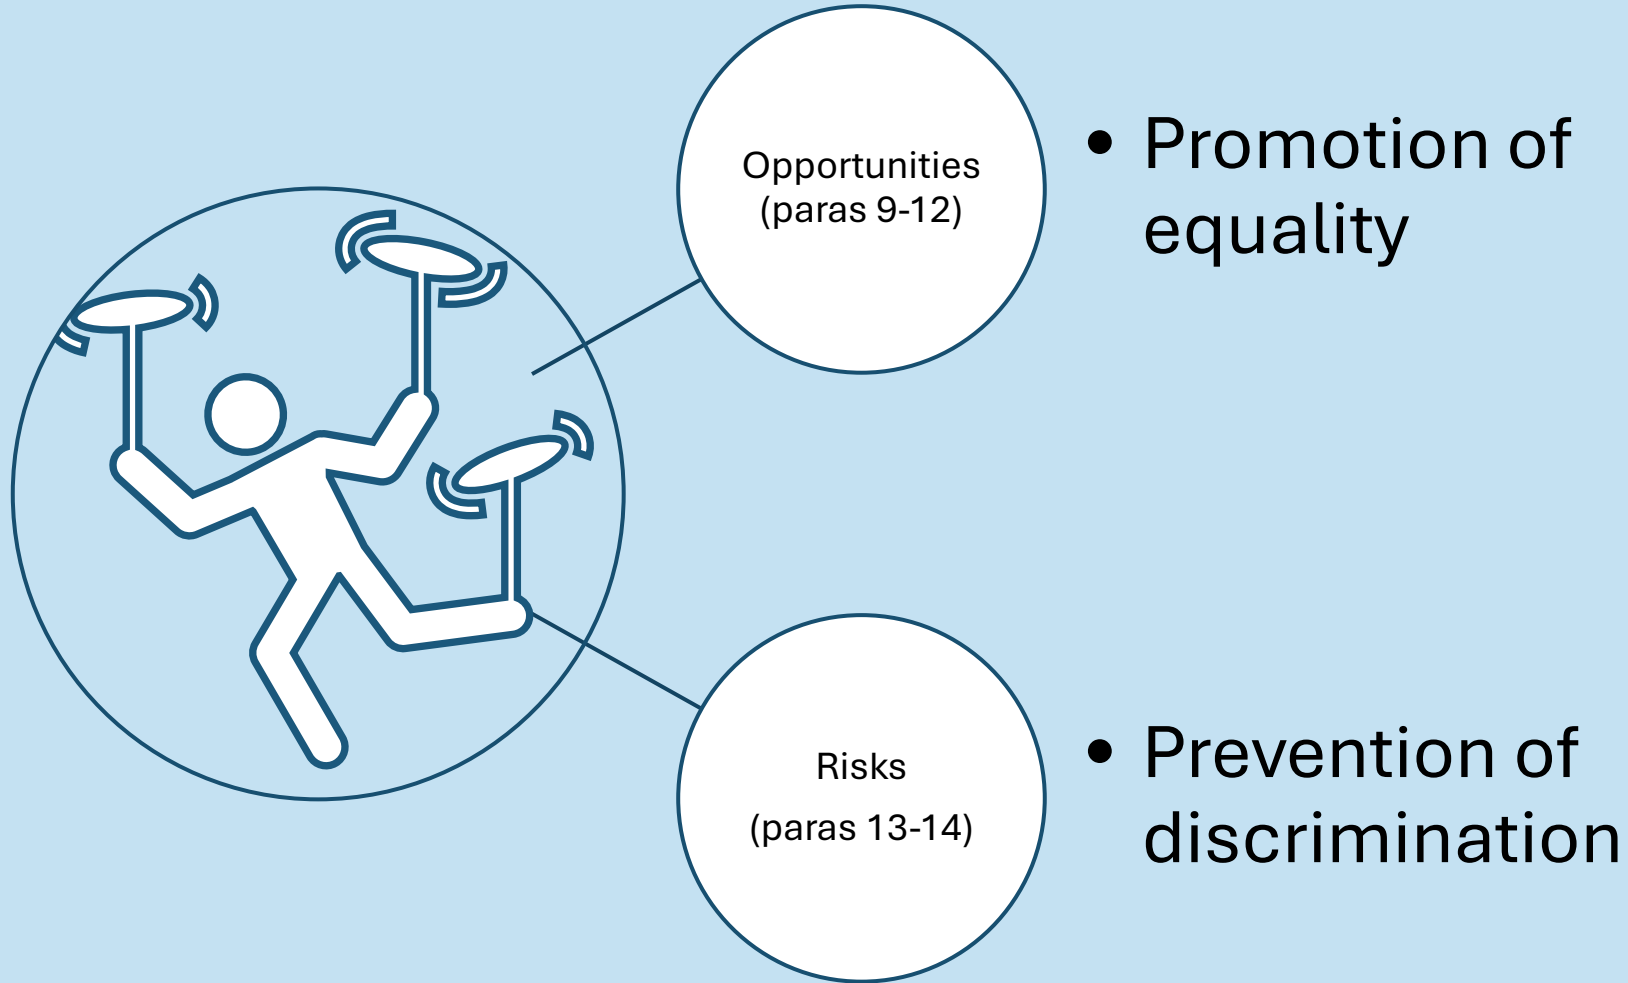 Opportunities
(paras 9-12)
• Promotion of
equality
Risks
(paras 13-14)
• Prevention of
discrimination